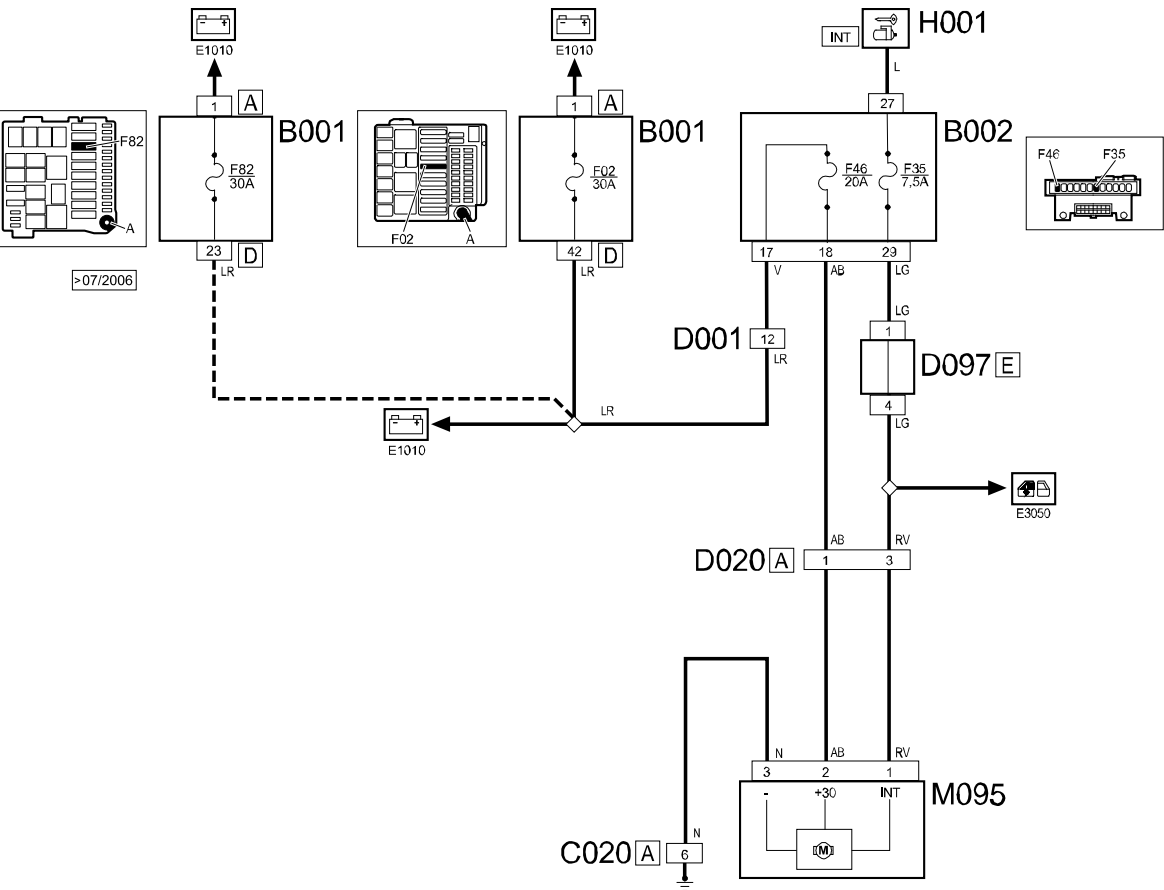 E1010
E1010
INT
H001
L
1
A
1
A
27
F82
A
>07/2006
B001
F82
30A
23
D
LR
F02
A
B001
F02
30A
42
D
LR
B002
F46
20A
F35
7,5A
17
18
29
V
AB
LG
F46
F35
D001
12
LR
LG
1
D097
E
4
LG
LR
E1010
E3050
AB
RV
D020
A
1
3
N
AB
RV
3
2
1
-
+30
INT
M
M095
N
C020
A
6